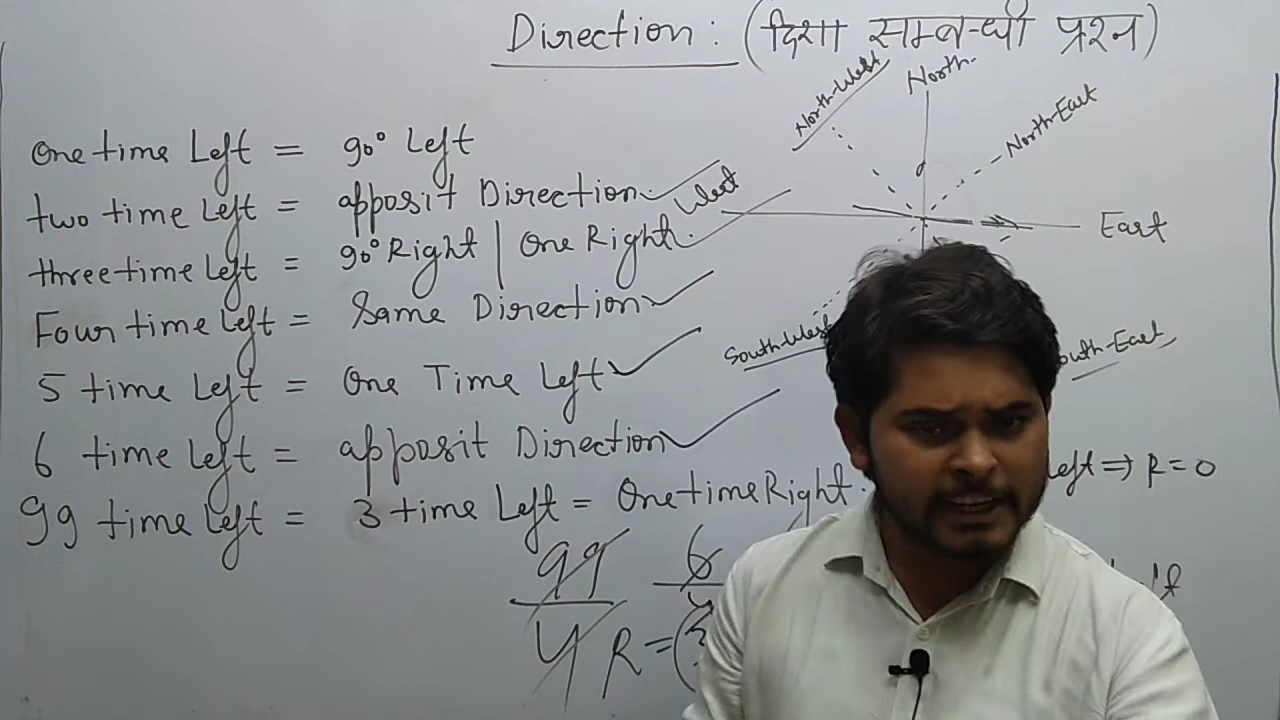 Direction: (दिशा सम्बन्धी प्रश्न)
North-West
North.
North-East
West
East
South-West
outh-East
One time Left = 90° Left
two time Left = apposit Direction
three time Left = 90° Right | One Right.
Four time Left = Same Direction
5 time Left = One Time Left
6 time Left = apposit Direction
99 time Left = 3 time Left = One time Right.
eft ⇒ R = 0
99 6
4 R = (3